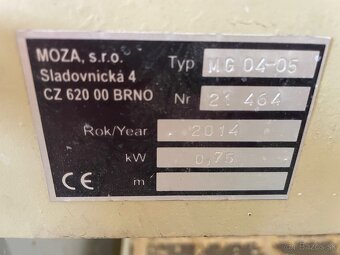 MOZA, s.r.o.
Sladovnická 4
CZ 620 00 BRNO
Typ MG 04-05
Nr 21 464
Rok/Year 2014
kW 0,75
CE m